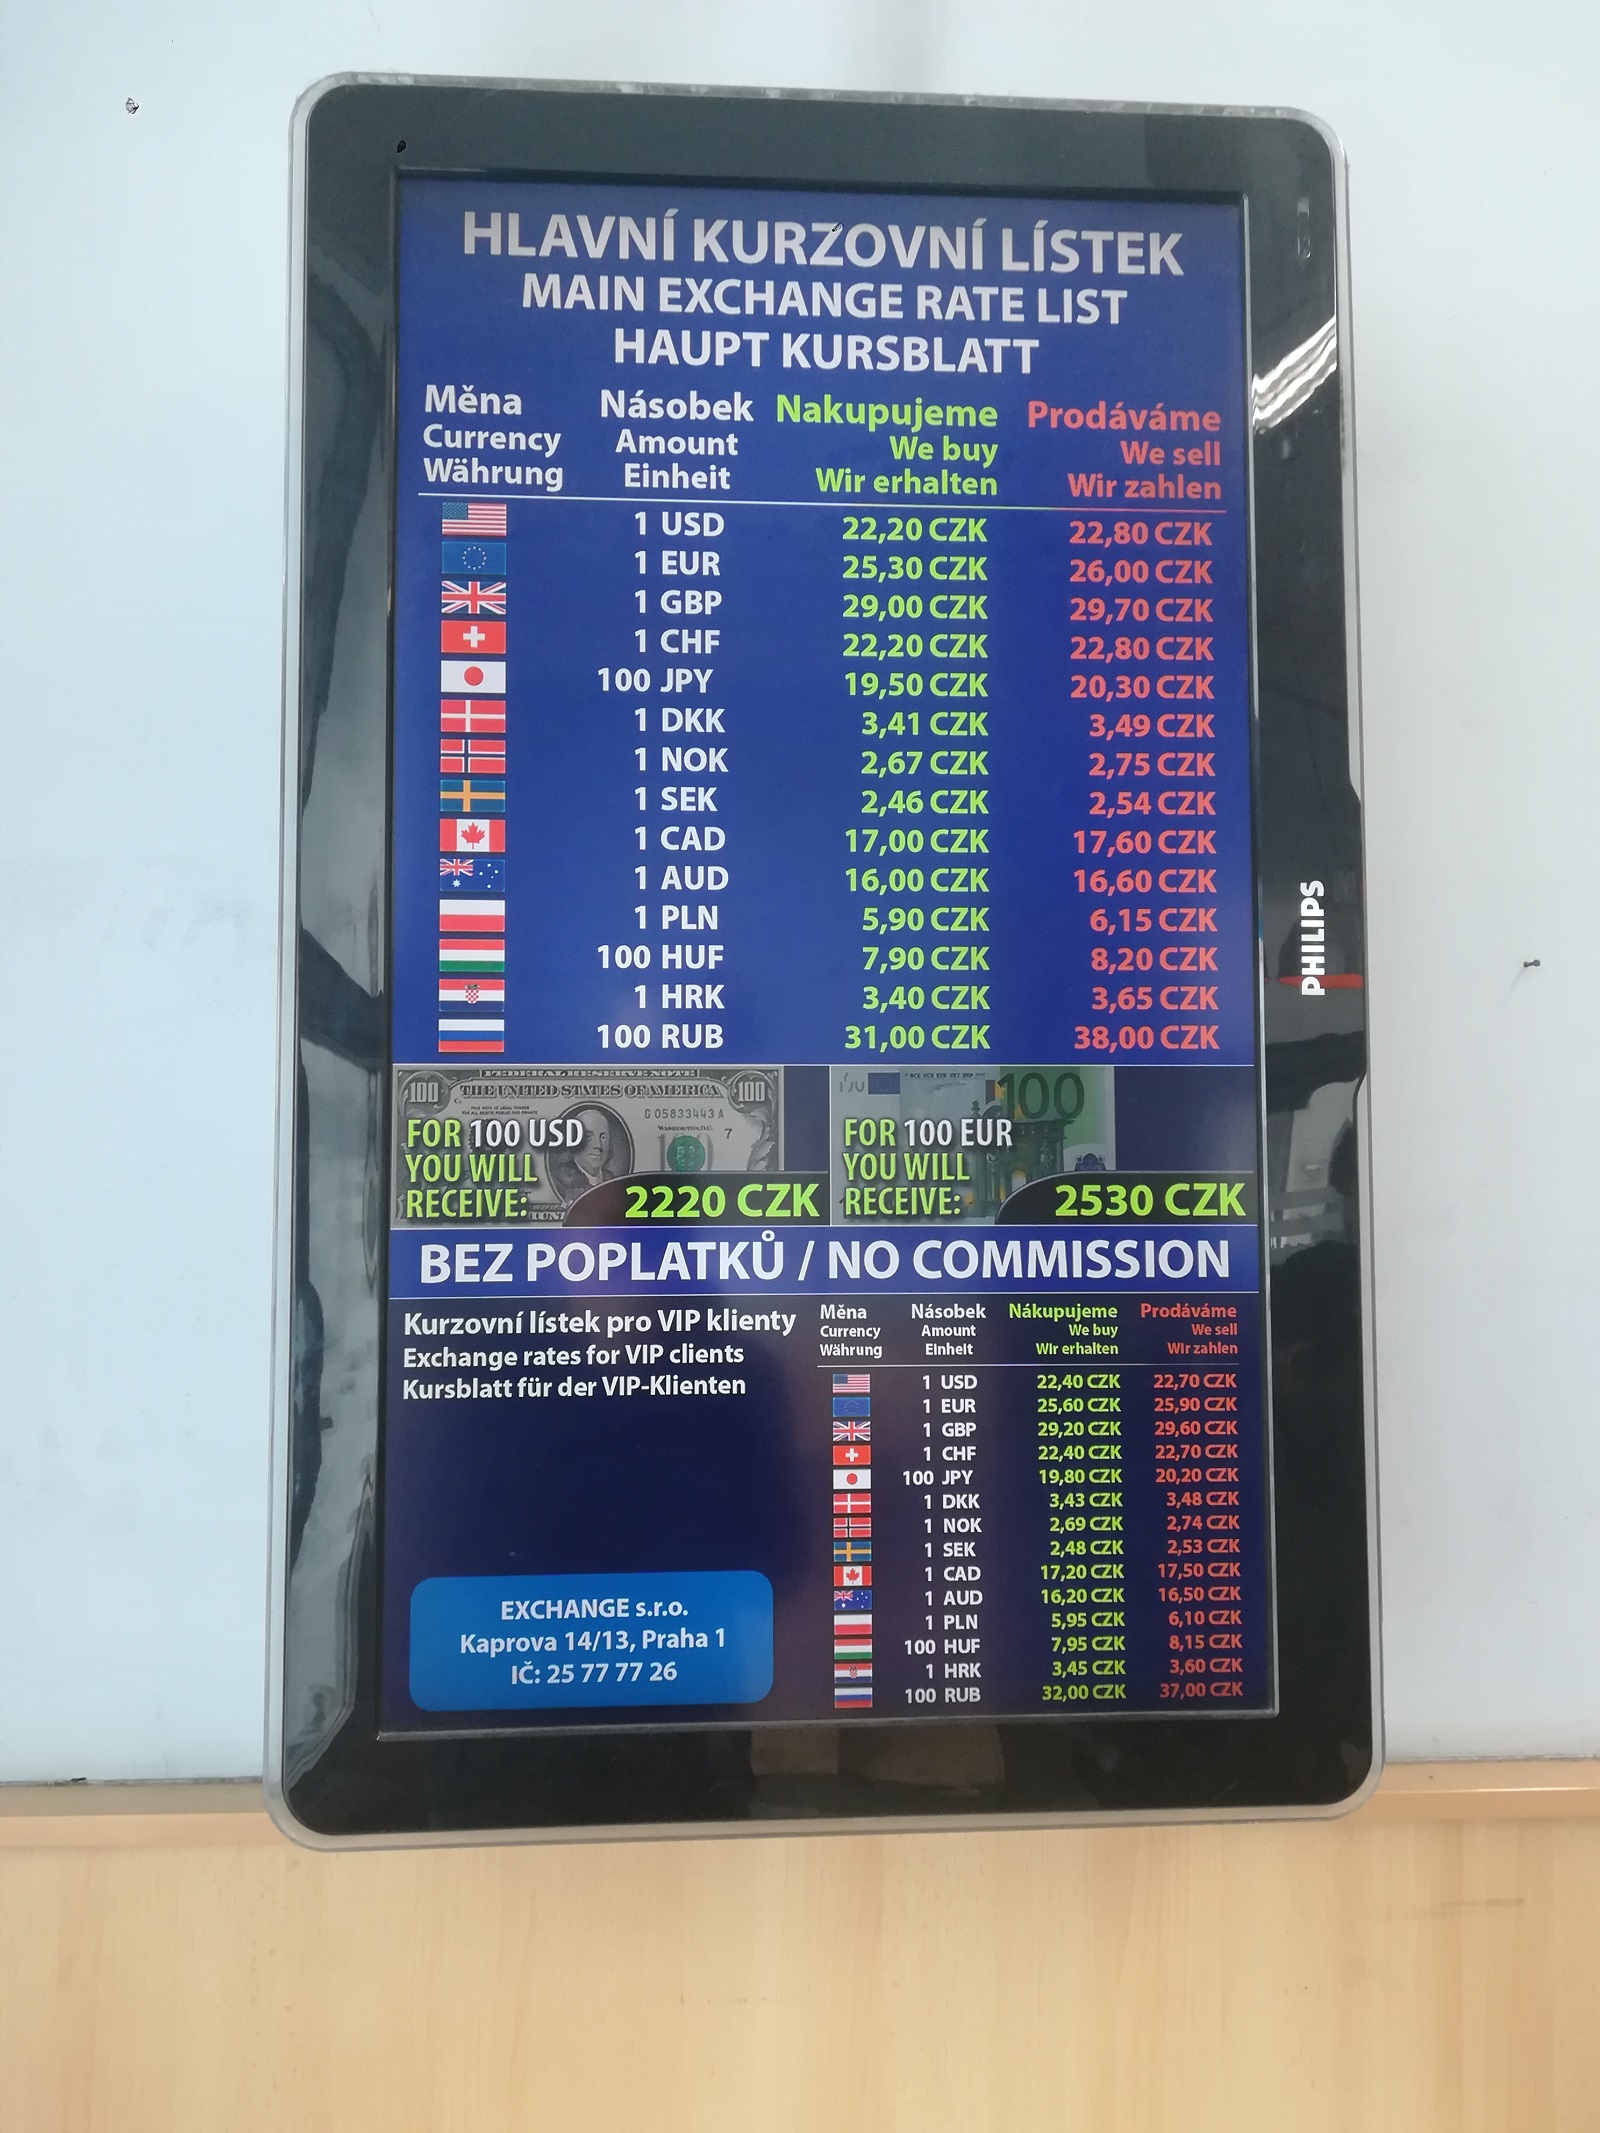 HLAVNÍ KURZOVNÍ LÍSTEK
MAIN EXCHANGE RATE LIST
HAUPT KURSBLATT
Měna Násobek Nakupujeme Prodáváme
Currency Amount We buy We sell
Währung Einheit Wir erhalten Wir zahlen
1 USD 22,20 CZK 22,80 CZK
1 EUR 25,30 CZK 26,00 CZK
1 GBP 29,00 CZK 29,70 CZK
1 CHF 22,20 CZK 22,80 CZK
100 JPY 19,50 CZK 20,30 CZK
1 DKK 3,41 CZK 3,49 CZK
1 NOK 2,67 CZK 2,75 CZK
1 SEK 2,46 CZK 2,54 CZK
1 CAD 17,00 CZK 17,60 CZK
1 AUD 16,00 CZK 16,60 CZK
1 PLN 5,90 CZK 6,15 CZK
100 HUF 7,90 CZK 8,20 CZK
1 HRK 3,40 CZK 3,65 CZK
100 RUB 31,00 CZK 38,00 CZK
PHILIPS
FEDERAL RESERVE NOTE
100 THE UNITED STATES OF AMERICA 100
G 05833443 A
WASHINGTON, D.C.
7
FOR 100 USD
YOU WILL
RECEIVE: 2220 CZK
100
FOR 100 EUR
YOU WILL
RECEIVE: 2530 CZK
BEZ POPLATKŮ / NO COMMISSION
Kurzovní lístek pro VIP klienty
Exchange rates for VIP clients
Kursblatt für der VIP-Klienten
Měna Násobek Nákupujeme Prodáváme
Currency Amount We buy We sell
Währung Einheit Wir erhalten Wir zahlen
1 USD 22,40 CZK 22,70 CZK
1 EUR 25,60 CZK 25,90 CZK
1 GBP 29,20 CZK 29,60 CZK
1 CHF 22,40 CZK 22,70 CZK
100 JPY 19,80 CZK 20,20 CZK
1 DKK 3,43 CZK 3,48 CZK
1 NOK 2,69 CZK 2,74 CZK
1 SEK 2,48 CZK 2,53 CZK
1 CAD 17,20 CZK 17,50 CZK
1 AUD 16,20 CZK 16,50 CZK
1 PLN 5,95 CZK 6,10 CZK
100 HUF 7,95 CZK 8,15 CZK
1 HRK 3,45 CZK 3,60 CZK
100 RUB 32,00 CZK 37,00 CZK
EXCHANGE s.r.o.
Kaprova 14/13, Praha 1
IČ: 25 77 77 26